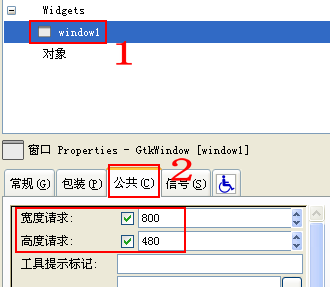 Widgets
window1
1
对象
窗口 Properties - GtkWindow [window1]
2
常规(G) 包装(P) 公共(C) 信号(S)
宽度请求: 800
高度请求: 480
工具提示标记: